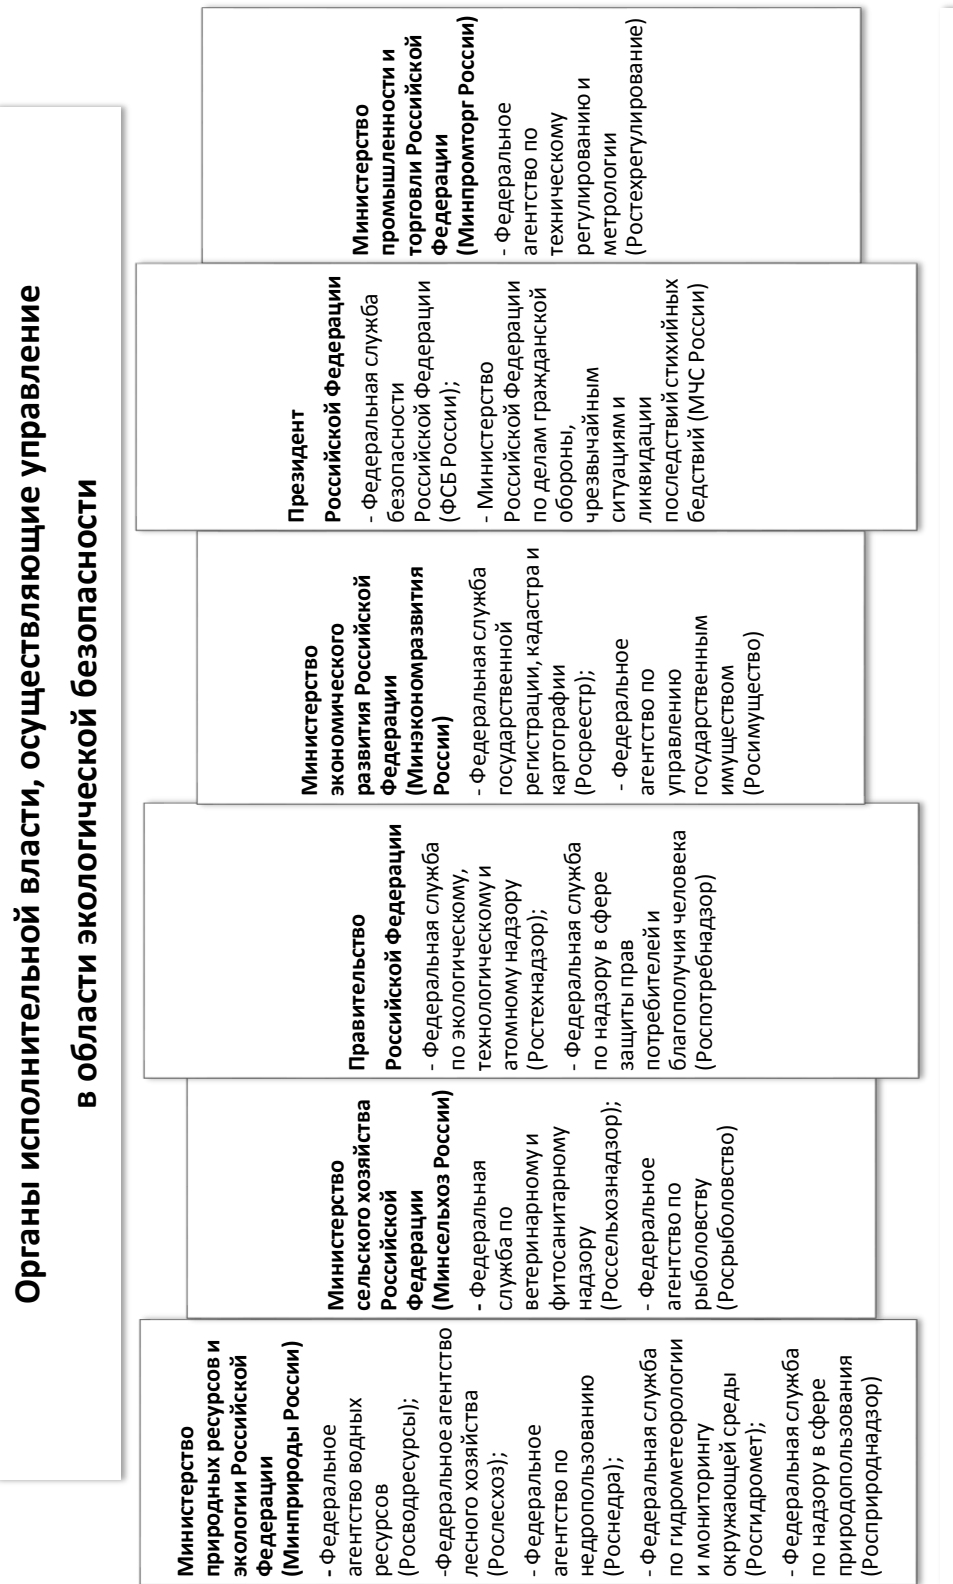 Органы исполнительной власти, осуществляющие управление
в области экологической безопасности
Министерство
природных ресурсов и
экологии Российской
Федерации
(Минприроды России)
- Федеральное
агентство водных
ресурсов
(Росводресурсы);
-Федеральное агентство
лесного хозяйства
(Рослесхоз);
- Федеральное
агентство по
недропользованию
(Роснедра);
- Федеральная служба
по гидрометеорологии
и мониторингу
окружающей среды
(Росгидромет);
- Федеральная служба
по надзору в сфере
природопользования
(Росприроднадзор)
Министерство
сельского хозяйства
Российской
Федерации
(Минсельхоз России)
- Федеральная
служба по
ветеринарному и
фитосанитарному
надзору
(Россельхознадзор);
- Федеральное
агентство по
рыболовству
(Росрыболовство)
Правительство
Российской Федерации
- Федеральная служба
по экологическому,
технологическому и
атомному надзору
(Ростехнадзор);
- Федеральная служба
по надзору в сфере
защиты прав
потребителей и
благополучия человека
(Роспотребнадзор)
Министерство
экономического
развития Российской
Федерации
(Минэкономразвития
России)
- Федеральная служба
государственной
регистрации, кадастра и
картографии
(Росреестр);
- Федеральное
агентство по
управлению
государственным
имуществом
(Росимущество)
Президент
Российской Федерации
- Федеральная служба
безопасности
Российской Федерации
(ФСБ России);
- Министерство
Российской Федерации
по делам гражданской
обороны,
чрезвычайным
ситуациям и
ликвидации
последствий стихийных
бедствий (МЧС России)
Министерство
промышленности и
торговли Российской
Федерации
(Минпромторг России)
- Федеральное
агентство по
техническому
регулированию и
метрологии
(Ростехрегулирование)